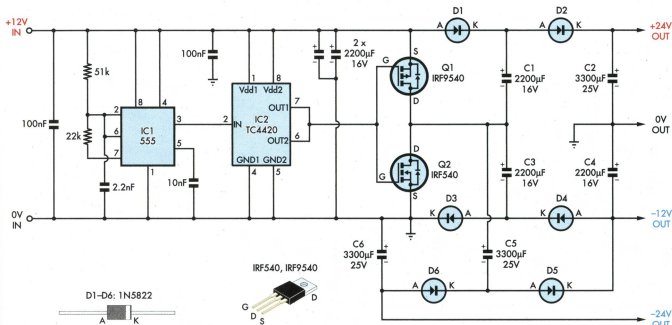 +12V
IN
100nF
51k
22k
2
6
7
8
4
3
5
1
IC1
555
2.2nF
10nF
100nF
1
8
Vdd1
Vdd2
IC2
TC4420
2
IN
OUT1
7
OUT2
6
GND1
GND2
4
5
2 x
2200µF
16V
S
G
D
Q1
IRF9540
D
G
S
Q2
IRF540
D1
A
K
D2
A
K
C1
2200µF
16V
C2
3300µF
25V
C3
2200µF
16V
C4
2200µF
16V
D3
K
A
D4
K
A
C6
3300µF
25V
C5
3300µF
25V
D6
A
K
D5
A
K
+24V
OUT
0V
OUT
–12V
OUT
–24V
OUT
0V
IN
D1–D6: 1N5822
A
K
IRF540, IRF9540
G
D
S
D